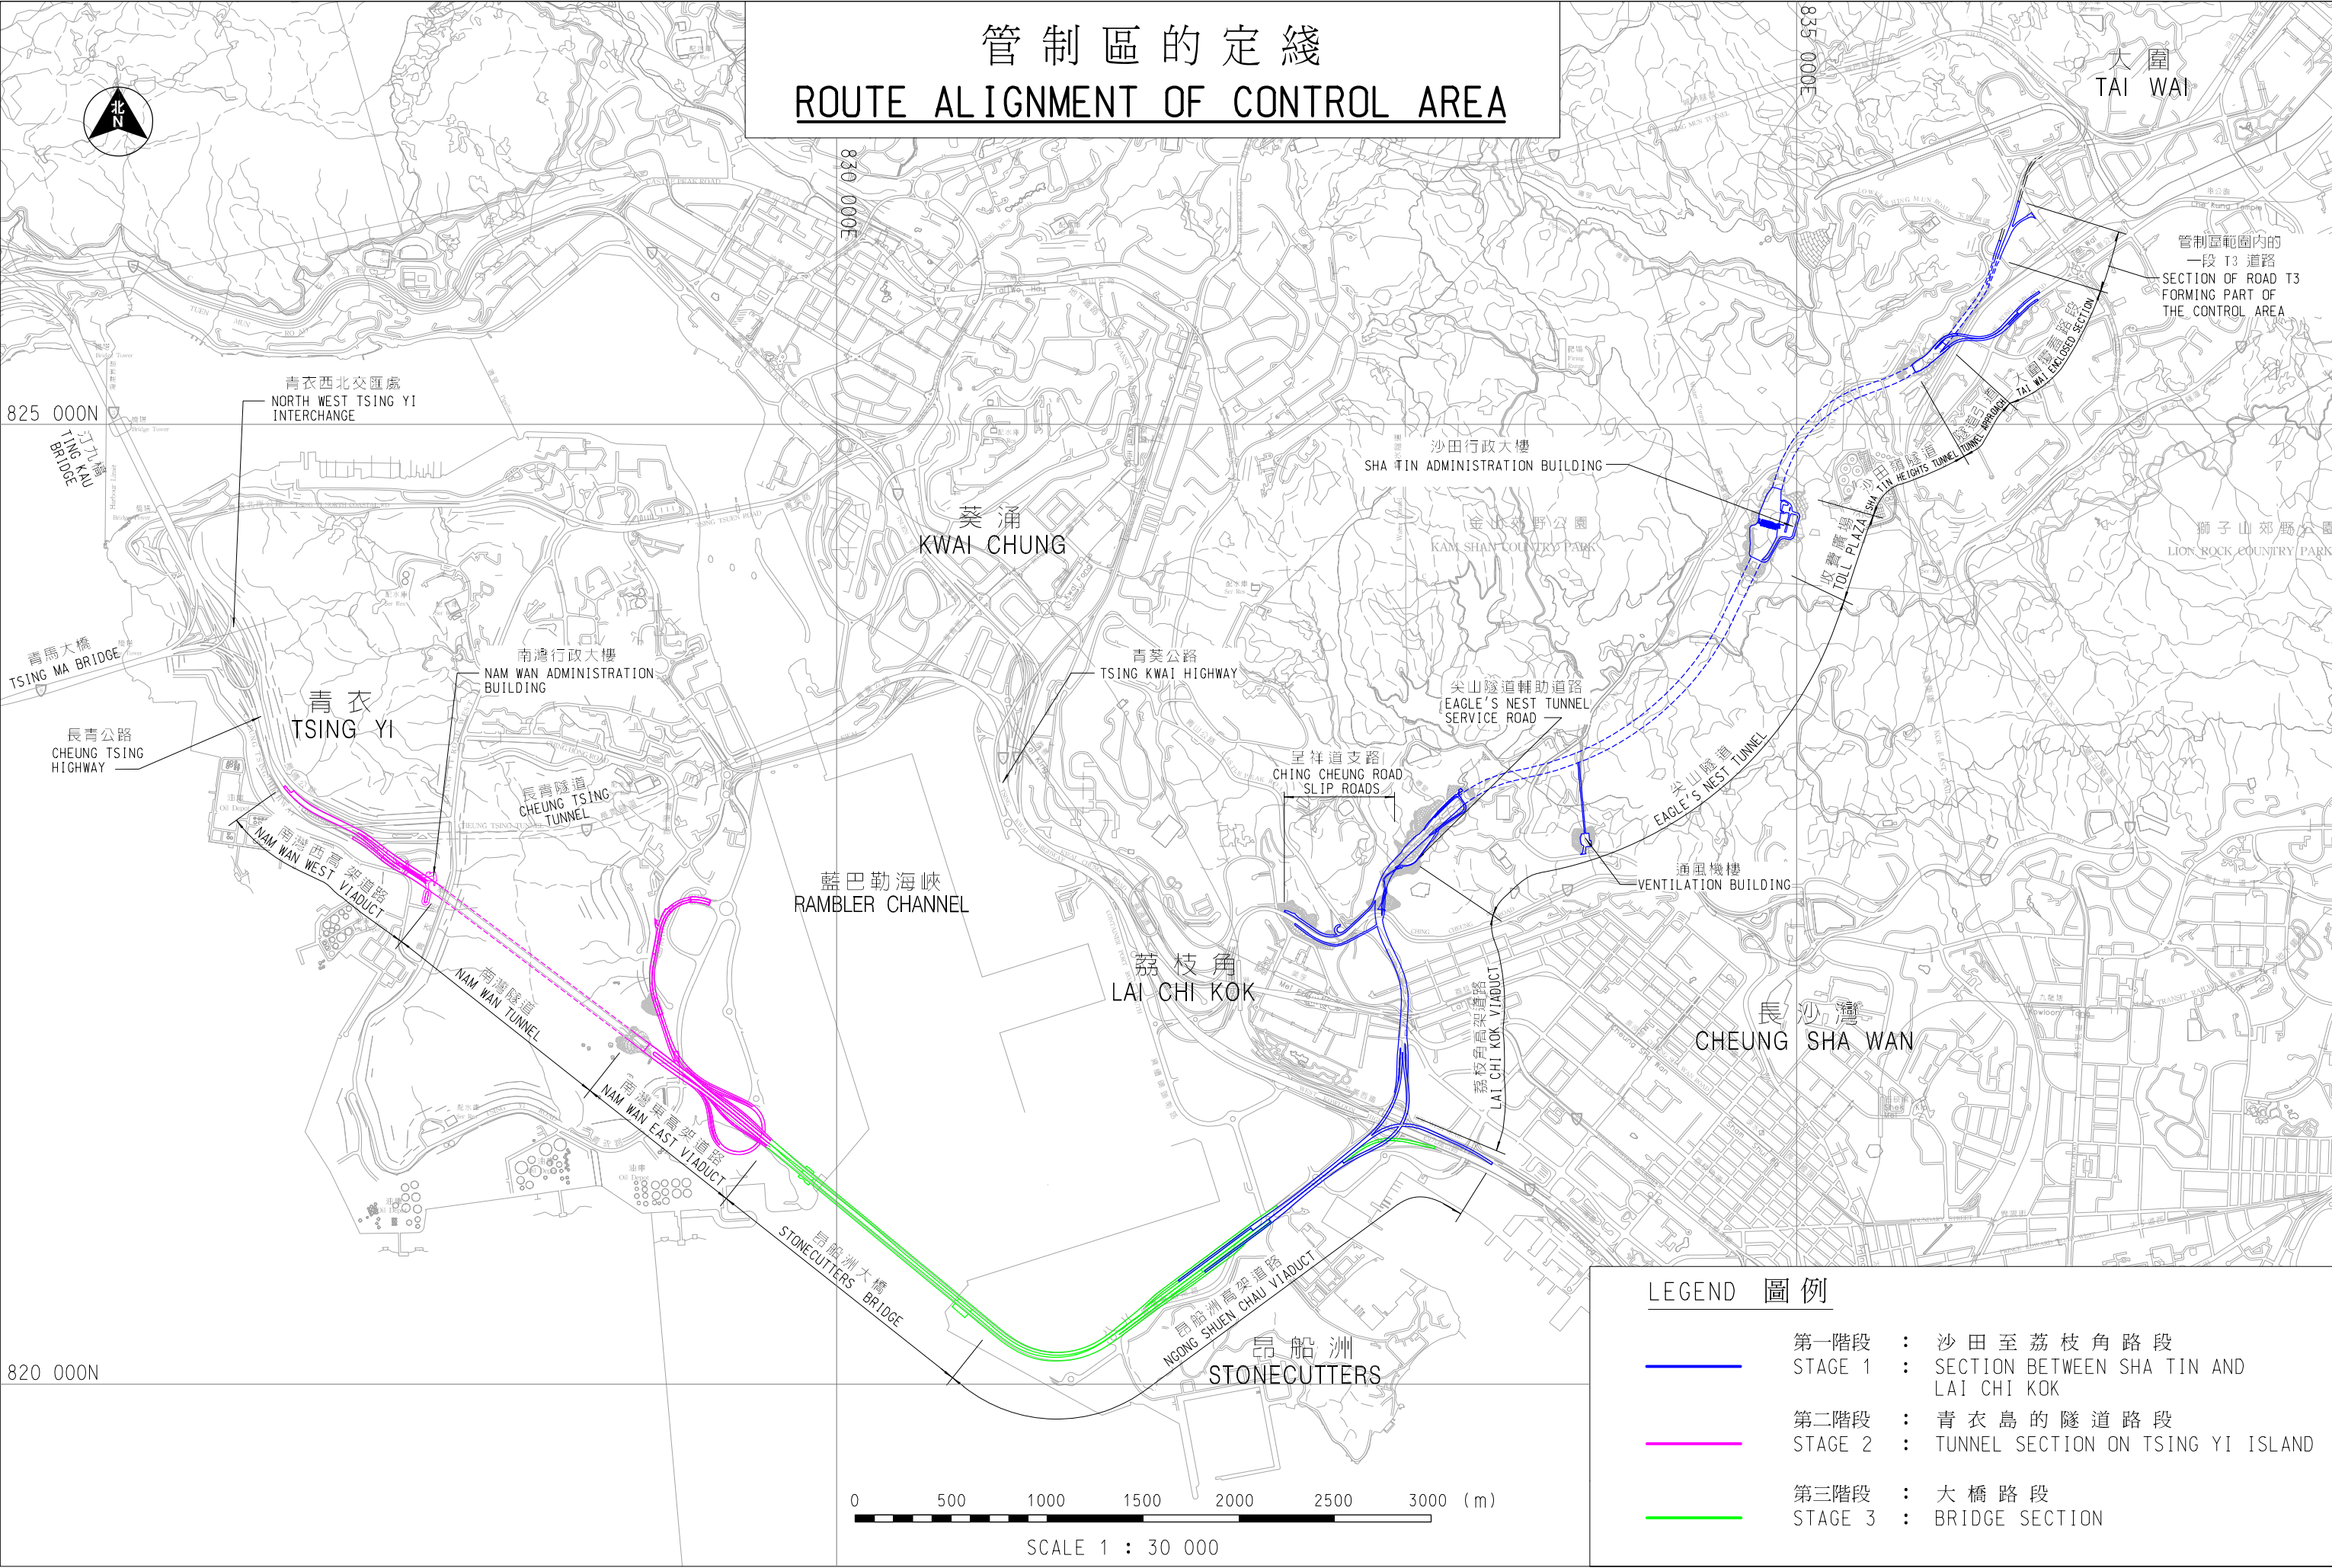 管制區的定綫
ROUTE ALIGNMENT OF CONTROL AREA
北
N
835 000E
830 000E
825 000N
820 000N
大圍
TAI WAI
管制區範圍內的
一段 T3 道路
SECTION OF ROAD T3
FORMING PART OF
THE CONTROL AREA
大圍密封路段
TAI WAI ENCLOSED SECTION
隧道引道
TUNNEL APPROACH
沙田嶺隧道
SHA TIN HEIGHTS TUNNEL
收費廣場
TOLL PLAZA
沙田行政大樓
SHA TIN ADMINISTRATION BUILDING
金山郊野公園
KAM SHAN COUNTRY PARK
獅子山郊野公園
LION ROCK COUNTRY PARK
青衣西北交匯處
NORTH WEST TSING YI
INTERCHANGE
汀九橋
TING KAU
BRIDGE
青馬大橋
TSING MA BRIDGE
長青公路
CHEUNG TSING
HIGHWAY
青衣
TSING YI
南灣行政大樓
NAM WAN ADMINISTRATION
BUILDING
長青隧道
CHEUNG TSING
TUNNEL
葵涌
KWAI CHUNG
青葵公路
TSING KWAI HIGHWAY
尖山隧道輔助道路
EAGLE'S NEST TUNNEL
SERVICE ROAD
呈祥道支路
CHING CHEUNG ROAD
SLIP ROADS
尖山隧道
EAGLE'S NEST TUNNEL
通風機樓
VENTILATION BUILDING
藍巴勒海峽
RAMBLER CHANNEL
荔枝角
LAI CHI KOK
荔枝角高架道路
LAI CHI KOK VIADUCT
長沙灣
CHEUNG SHA WAN
南灣西高架道路
NAM WAN WEST VIADUCT
南灣隧道
NAM WAN TUNNEL
南灣東高架道路
NAM WAN EAST VIADUCT
昂船洲大橋
STONECUTTERS BRIDGE
昂船洲高架道路
NGONG SHUEN CHAU VIADUCT
昂船洲
STONECUTTERS
CASTLE PEAK ROAD
TSING TSUEN ROAD
0 500 1000 1500 2000 2500 3000 (m)
SCALE 1 : 30 000
LEGEND 圖例
第一階段 : 沙田至荔枝角路段
STAGE 1 : SECTION BETWEEN SHA TIN AND
LAI CHI KOK
第二階段 : 青衣島的隧道路段
STAGE 2 : TUNNEL SECTION ON TSING YI ISLAND
第三階段 : 大橋路段
STAGE 3 : BRIDGE SECTION